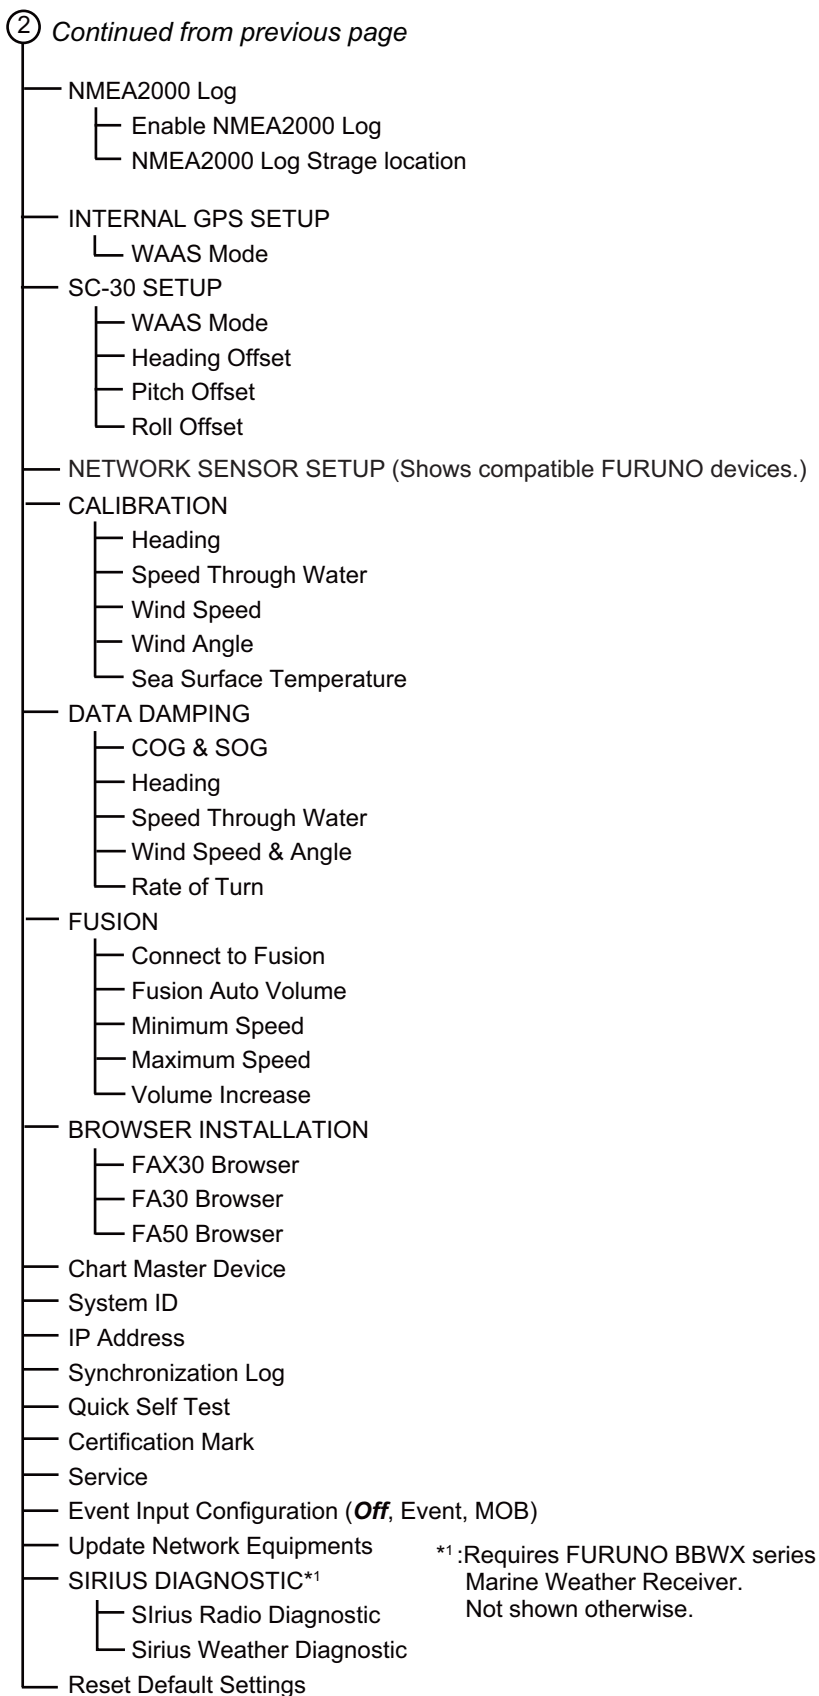 2 Continued from previous page
NMEA2000 Log
Enable NMEA2000 Log
NMEA2000 Log Strage location
INTERNAL GPS SETUP
WAAS Mode
SC-30 SETUP
WAAS Mode
Heading Offset
Pitch Offset
Roll Offset
NETWORK SENSOR SETUP (Shows compatible FURUNO devices.)
CALIBRATION
Heading
Speed Through Water
Wind Speed
Wind Angle
Sea Surface Temperature
DATA DAMPING
COG & SOG
Heading
Speed Through Water
Wind Speed & Angle
Rate of Turn
FUSION
Connect to Fusion
Fusion Auto Volume
Minimum Speed
Maximum Speed
Volume Increase
BROWSER INSTALLATION
FAX30 Browser
FA30 Browser
FA50 Browser
Chart Master Device
System ID
IP Address
Synchronization Log
Quick Self Test
Certification Mark
Service
Event Input Configuration (Off, Event, MOB)
Update Network Equipments
SIRIUS DIAGNOSTIC*1
SIrius Radio Diagnostic
Sirius Weather Diagnostic
Reset Default Settings
*1 :Requires FURUNO BBWX series
Marine Weather Receiver.
Not shown otherwise.